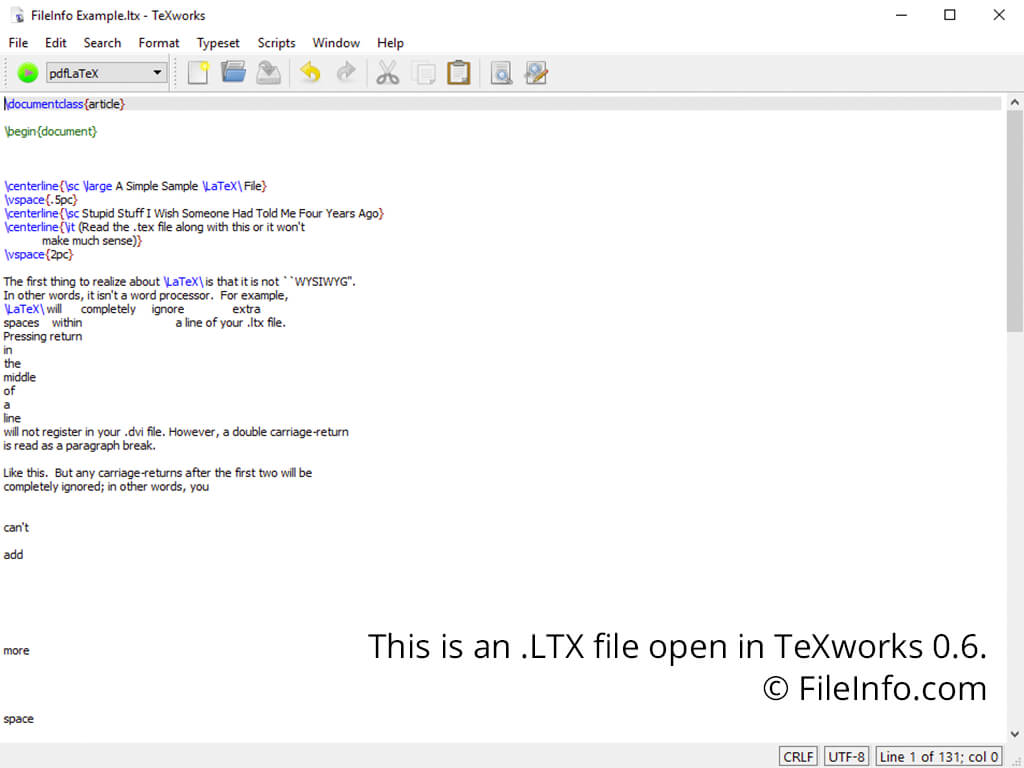 FileInfo Example.ltx - TeXworks
File Edit Search Format Typeset Scripts Window Help
pdfLaTeX
\documentclass{article}
\begin{document}
\centerline{\sc \large A Simple Sample \LaTeX\ File}
\vspace{.5pc}
\centerline{\sc Stupid Stuff I Wish Someone Had Told Me Four Years Ago}
\centerline{\it (Read the .tex file along with this or it won't
make much sense)}
\vspace{2pc}
The first thing to realize about \LaTeX\ is that it is not ``WYSIWYG".
In other words, it isn't a word processor.  For example,
\LaTeX\ will      completely     ignore               extra
spaces    within                             a line of your .ltx file.
Pressing return
in
the
middle
of
a
line
will not register in your .dvi file. However, a double carriage-return
is read as a paragraph break.
Like this.  But any carriage-returns after the first two will be
completely ignored; in other words, you
can't
add
more
space
This is an .LTX file open in TeXworks 0.6.
© FileInfo.com
CRLF UTF-8 Line 1 of 131; col 0